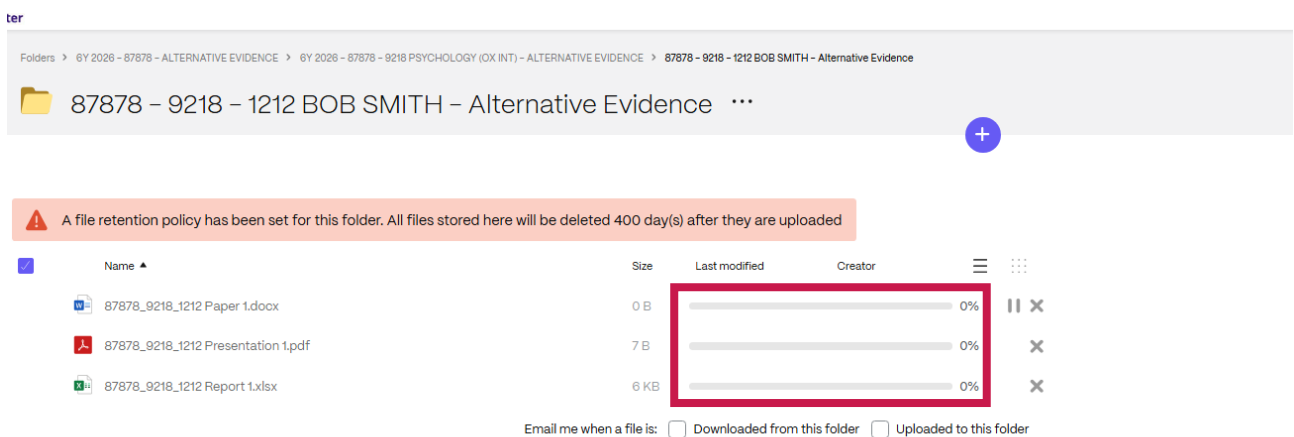 ter
Folders > 6Y 2026 - 87878 - ALTERNATIVE EVIDENCE > 6Y 2026 - 87878 - 9218 PSYCHOLOGY (OX INT) - ALTERNATIVE EVIDENCE > 87878 - 9218 - 1212 BOB SMITH - Alternative Evidence
87878 - 9218 - 1212 BOB SMITH - Alternative Evidence ...
A file retention policy has been set for this folder. All files stored here will be deleted 400 day(s) after they are uploaded
Name Size Last modified Creator
87878_9218_1212 Paper 1.docx 0 B 0%
87878_9218_1212 Presentation 1.pdf 7 B 0%
87878_9218_1212 Report 1.xlsx 6 KB 0%
Email me when a file is: Downloaded from this folder Uploaded to this folder